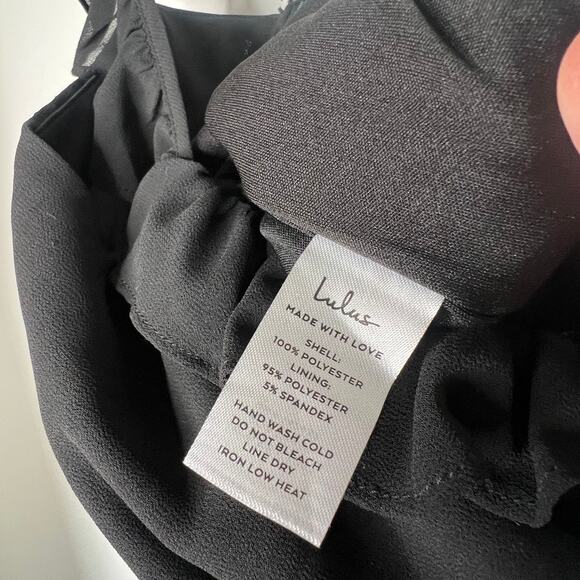 Lulus
MADE WITH LOVE
SHELL:
100% POLYESTER
LINING:
95% POLYESTER
5% SPANDEX
HAND WASH COLD
DO NOT BLEACH
LINE DRY
IRON LOW HEAT